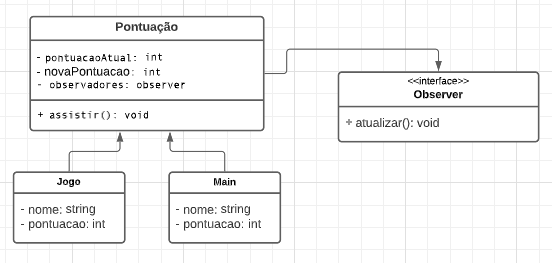 Pontuação
- pontuacaoAtual: int
- novaPontuacao: int
- observadores: observer
+ assistir(): void
<<interface>>
Observer
+ atualizar(): void
Jogo
- nome: string
- pontuacao: int
Main
- nome: string
- pontuacao: int